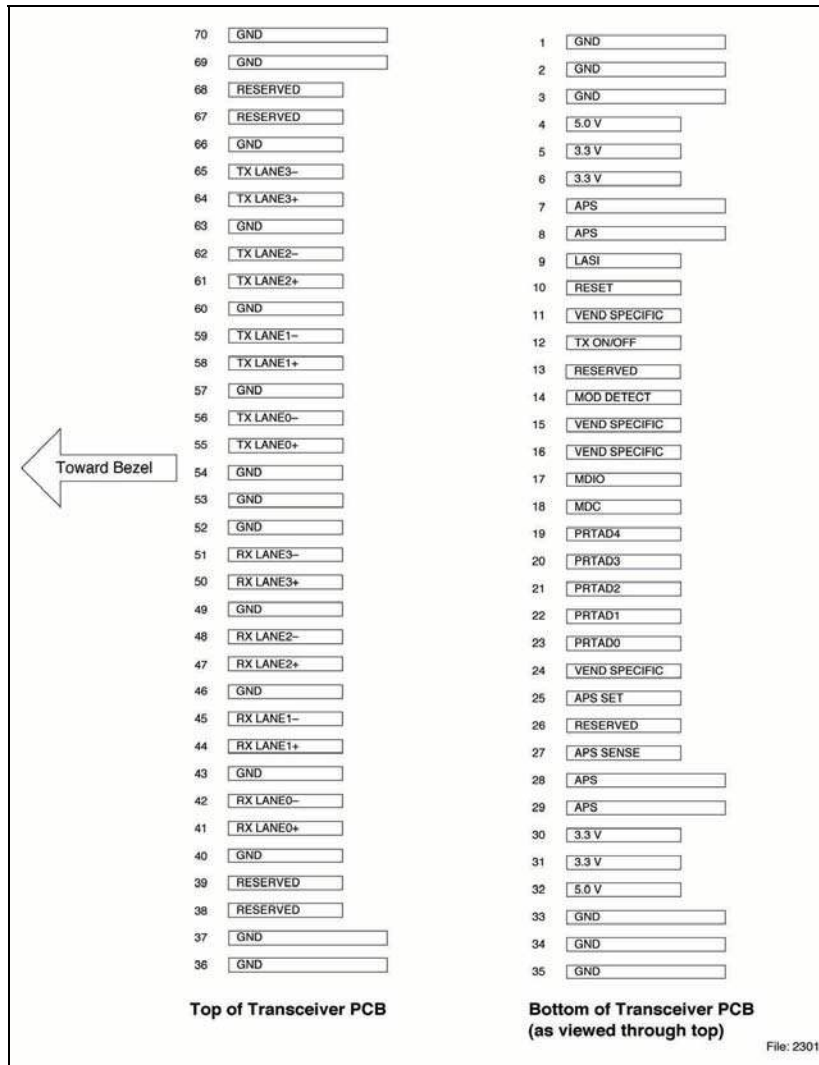 70 GND
69 GND
68 RESERVED
67 RESERVED
66 GND
65 TX LANE3–
64 TX LANE3+
63 GND
62 TX LANE2–
61 TX LANE2+
60 GND
59 TX LANE1–
58 TX LANE1+
57 GND
56 TX LANE0–
55 TX LANE0+
54 GND
53 GND
52 GND
51 RX LANE3–
50 RX LANE3+
49 GND
48 RX LANE2–
47 RX LANE2+
46 GND
45 RX LANE1–
44 RX LANE1+
43 GND
42 RX LANE0–
41 RX LANE0+
40 GND
39 RESERVED
38 RESERVED
37 GND
36 GND
Toward Bezel
Top of Transceiver PCB
1 GND
2 GND
3 GND
4 5.0 V
5 3.3 V
6 3.3 V
7 APS
8 APS
9 LASI
10 RESET
11 VEND SPECIFIC
12 TX ON/OFF
13 RESERVED
14 MOD DETECT
15 VEND SPECIFIC
16 VEND SPECIFIC
17 MDIO
18 MDC
19 PRTAD4
20 PRTAD3
21 PRTAD2
22 PRTAD1
23 PRTAD0
24 VEND SPECIFIC
25 APS SET
26 RESERVED
27 APS SENSE
28 APS
29 APS
30 3.3 V
31 3.3 V
32 5.0 V
33 GND
34 GND
35 GND
Bottom of Transceiver PCB
(as viewed through top)
File: 2301